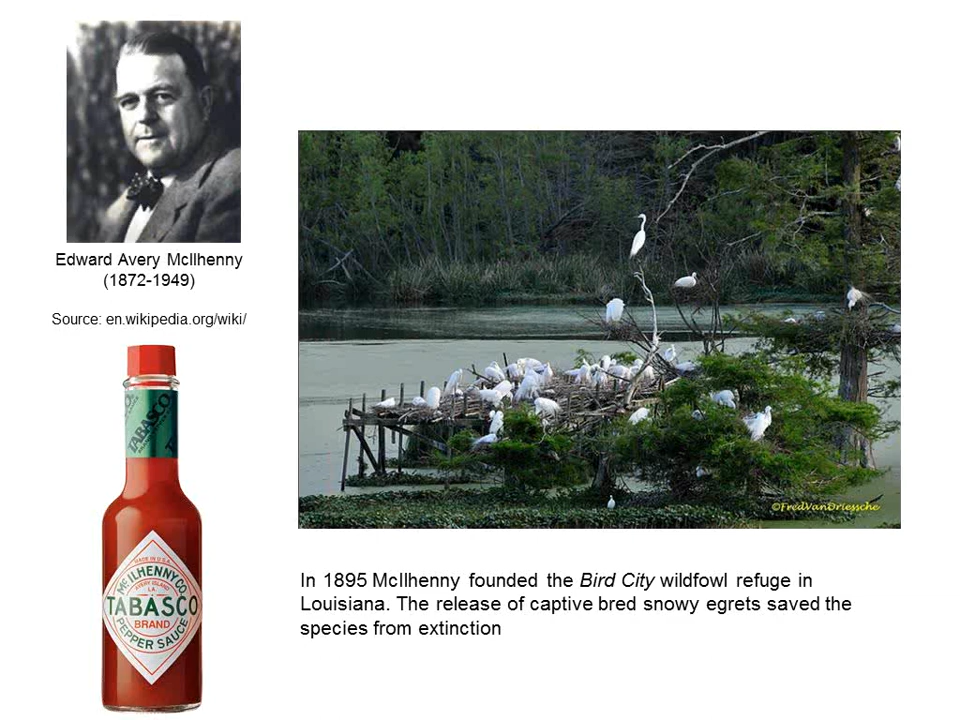 Edward Avery McIlhenny
(1872-1949)
Source: en.wikipedia.org/wiki/
TABASCO
MADE IN U.S.A.
McILHENNY CO.
AVERY ISLAND
LA.
TABASCO
BRAND
PEPPER SAUCE
©FredVanDriessche
In 1895 McIlhenny founded the Bird City wildfowl refuge in
Louisiana. The release of captive bred snowy egrets saved the
species from extinction